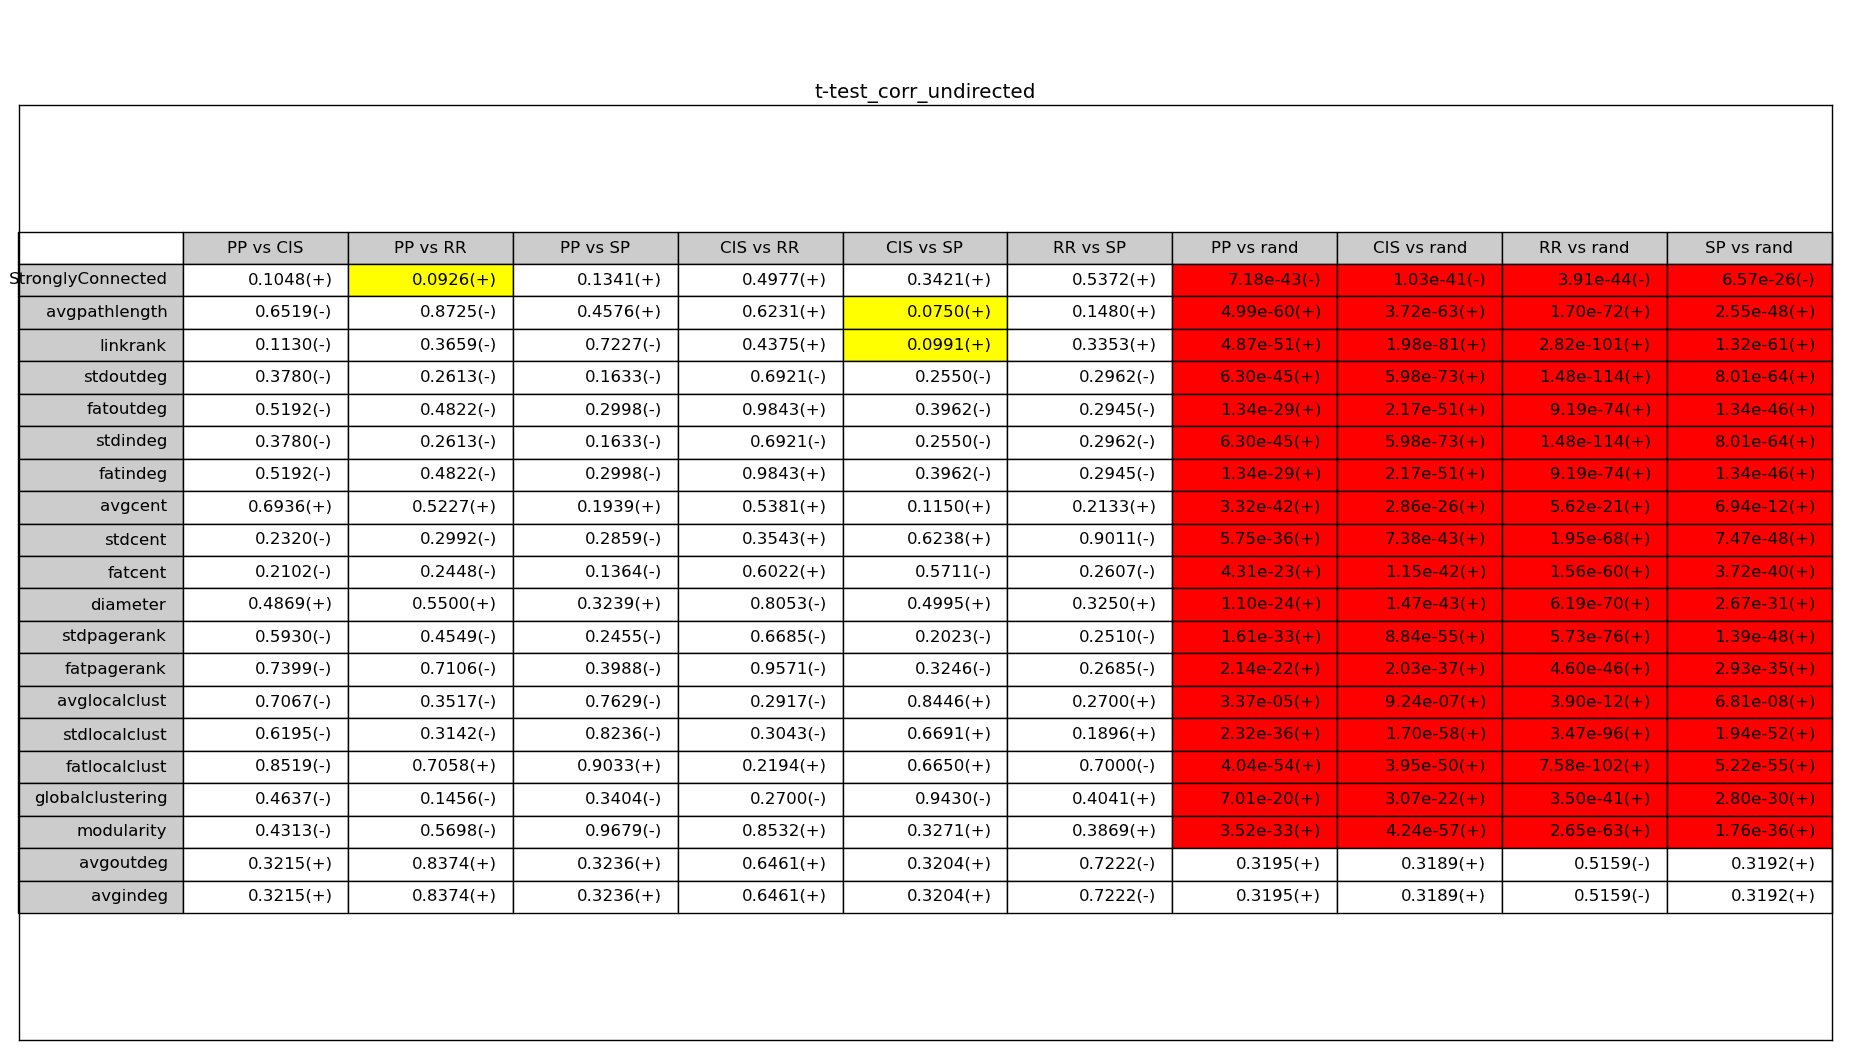 t-test_corr_undirected
PP vs CIS PP vs RR PP vs SP CIS vs RR CIS vs SP RR vs SP PP vs rand CIS vs rand RR vs rand SP vs rand
StronglyConnected 0.1048(+) 0.0926(+) 0.1341(+) 0.4977(+) 0.3421(+) 0.5372(+) 7.18e-43(-) 1.03e-41(-) 3.91e-44(-) 6.57e-26(-)
avgpathlength 0.6519(-) 0.8725(-) 0.4576(+) 0.6231(+) 0.0750(+) 0.1480(+) 4.99e-60(+) 3.72e-63(+) 1.70e-72(+) 2.55e-48(+)
linkrank 0.1130(-) 0.3659(-) 0.7227(-) 0.4375(+) 0.0991(+) 0.3353(+) 4.87e-51(+) 1.98e-81(+) 2.82e-101(+) 1.32e-61(+)
stdoutdeg 0.3780(-) 0.2613(-) 0.1633(-) 0.6921(-) 0.2550(-) 0.2962(-) 6.30e-45(+) 5.98e-73(+) 1.48e-114(+) 8.01e-64(+)
fatoutdeg 0.5192(-) 0.4822(-) 0.2998(-) 0.9843(+) 0.3962(-) 0.2945(-) 1.34e-29(+) 2.17e-51(+) 9.19e-74(+) 1.34e-46(+)
stdindeg 0.3780(-) 0.2613(-) 0.1633(-) 0.6921(-) 0.2550(-) 0.2962(-) 6.30e-45(+) 5.98e-73(+) 1.48e-114(+) 8.01e-64(+)
fatindeg 0.5192(-) 0.4822(-) 0.2998(-) 0.9843(+) 0.3962(-) 0.2945(-) 1.34e-29(+) 2.17e-51(+) 9.19e-74(+) 1.34e-46(+)
avgcent 0.6936(+) 0.5227(+) 0.1939(+) 0.5381(+) 0.1150(+) 0.2133(+) 3.32e-42(+) 2.86e-26(+) 5.62e-21(+) 6.94e-12(+)
stdcent 0.2320(-) 0.2992(-) 0.2859(-) 0.3543(+) 0.6238(+) 0.9011(-) 5.75e-36(+) 7.38e-43(+) 1.95e-68(+) 7.47e-48(+)
fatcent 0.2102(-) 0.2448(-) 0.1364(-) 0.6022(+) 0.5711(-) 0.2607(-) 4.31e-23(+) 1.15e-42(+) 1.56e-60(+) 3.72e-40(+)
diameter 0.4869(+) 0.5500(+) 0.3239(+) 0.8053(-) 0.4995(+) 0.3250(+) 1.10e-24(+) 1.47e-43(+) 6.19e-70(+) 2.67e-31(+)
stdpagerank 0.5930(-) 0.4549(-) 0.2455(-) 0.6685(-) 0.2023(-) 0.2510(-) 1.61e-33(+) 8.84e-55(+) 5.73e-76(+) 1.39e-48(+)
fatpagerank 0.7399(-) 0.7106(-) 0.3988(-) 0.9571(-) 0.3246(-) 0.2685(-) 2.14e-22(+) 2.03e-37(+) 4.60e-46(+) 2.93e-35(+)
avglocalclust 0.7067(-) 0.3517(-) 0.7629(-) 0.2917(-) 0.8446(+) 0.2700(+) 3.37e-05(+) 9.24e-07(+) 3.90e-12(+) 6.81e-08(+)
stdlocalclust 0.6195(-) 0.3142(-) 0.8236(-) 0.3043(-) 0.6691(+) 0.1896(+) 2.32e-36(+) 1.70e-58(+) 3.47e-96(+) 1.94e-52(+)
fatlocalclust 0.8519(-) 0.7058(+) 0.9033(+) 0.2194(+) 0.6650(+) 0.7000(-) 4.04e-54(+) 3.95e-50(+) 7.58e-102(+) 5.22e-55(+)
globalclustering 0.4637(-) 0.1456(-) 0.3404(-) 0.2700(-) 0.9430(-) 0.4041(+) 7.01e-20(+) 3.07e-22(+) 3.50e-41(+) 2.80e-30(+)
modularity 0.4313(-) 0.5698(-) 0.9679(-) 0.8532(+) 0.3271(+) 0.3869(+) 3.52e-33(+) 4.24e-57(+) 2.65e-63(+) 1.76e-36(+)
avgoutdeg 0.3215(+) 0.8374(+) 0.3236(+) 0.6461(+) 0.3204(+) 0.7222(-) 0.3195(+) 0.3189(+) 0.5159(-) 0.3192(+)
avgindeg 0.3215(+) 0.8374(+) 0.3236(+) 0.6461(+) 0.3204(+) 0.7222(-) 0.3195(+) 0.3189(+) 0.5159(-) 0.3192(+)